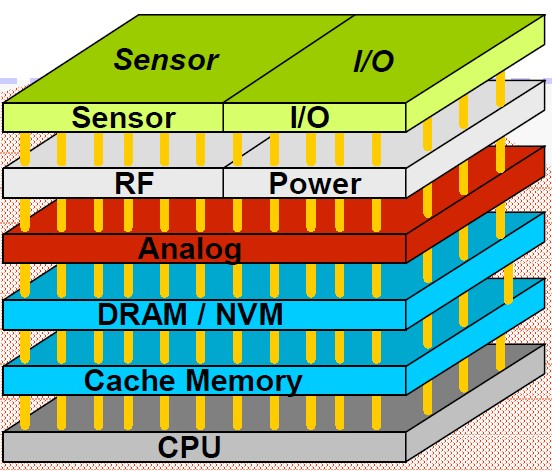 Sensor I/O
Sensor I/O
RF Power
Analog
DRAM / NVM
Cache Memory
CPU